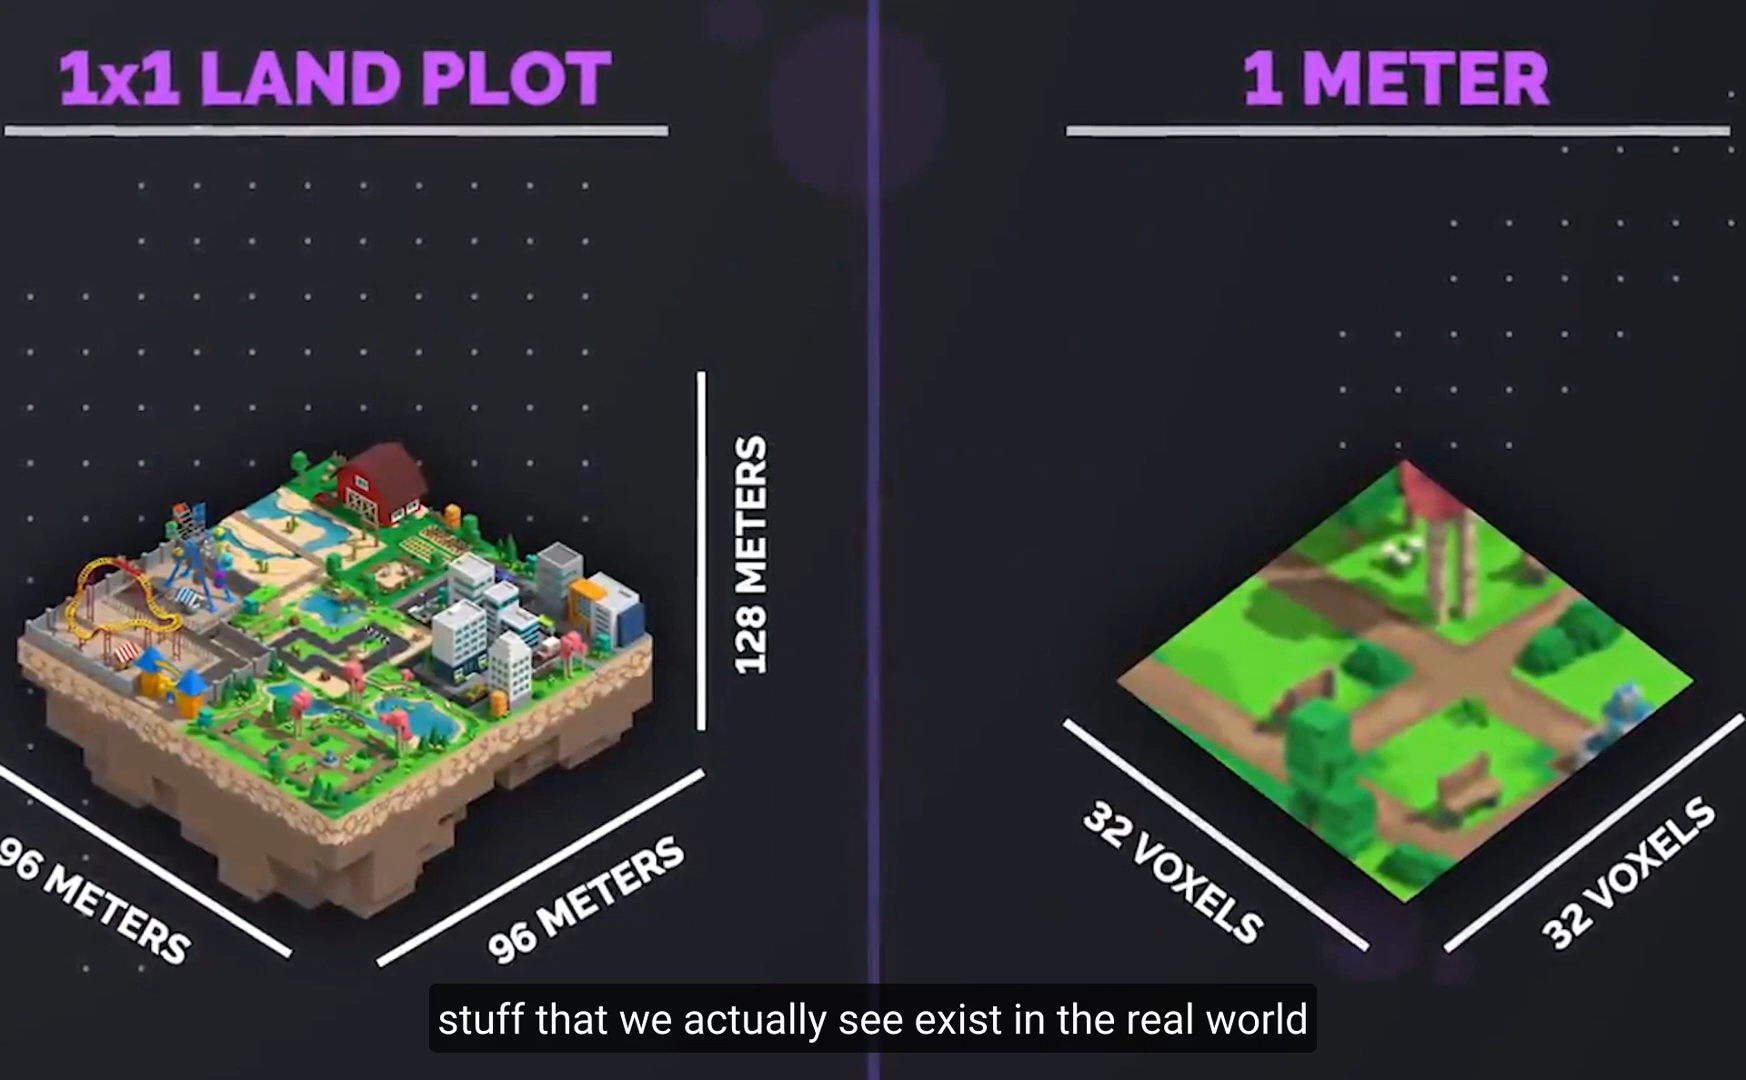 1x1 LAND PLOT
1 METER
128 METERS
96 METERS
96 METERS
32 VOXELS
32 VOXELS
stuff that we actually see exist in the real world